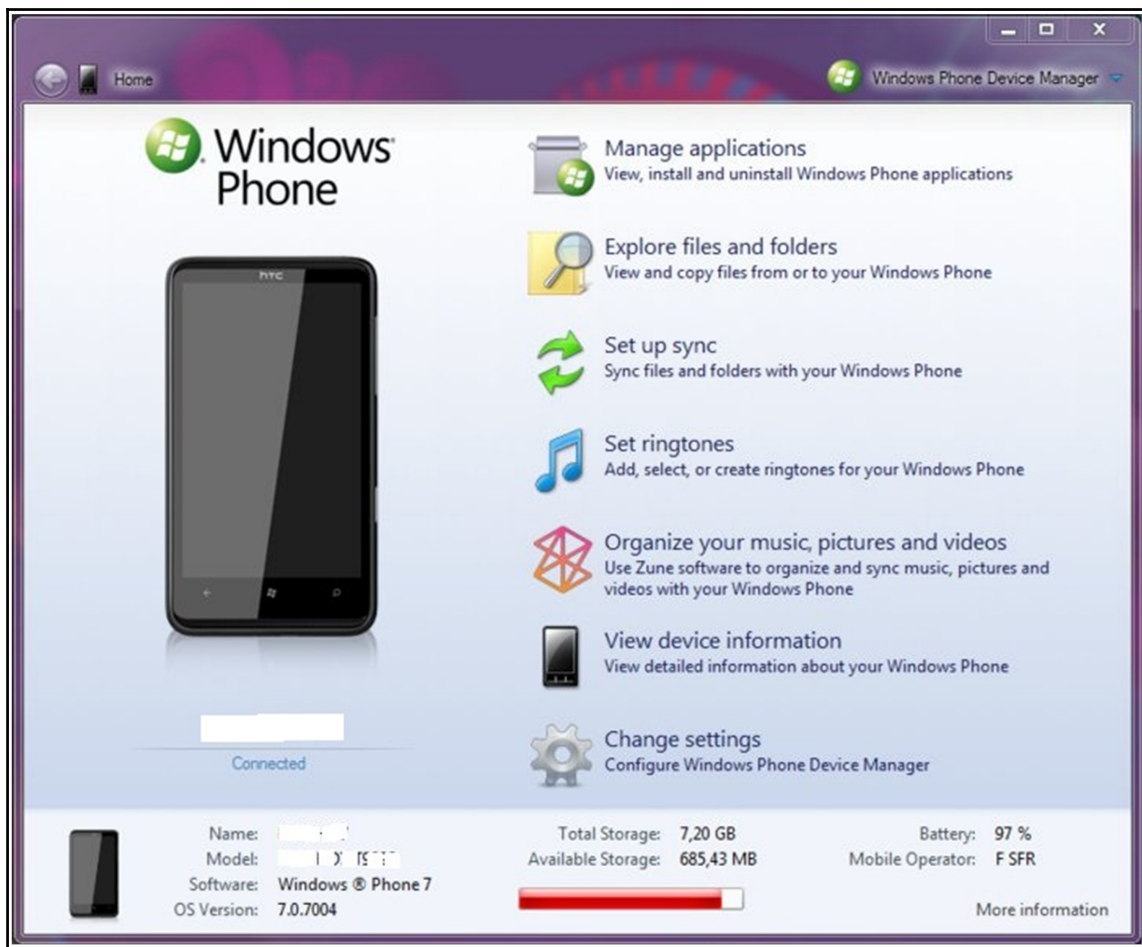 Home
Windows Phone Device Manager
Windows®
Phone
hTC
Manage applications
View, install and uninstall Windows Phone applications
Explore files and folders
View and copy files from or to your Windows Phone
Set up sync
Sync files and folders with your Windows Phone
Set ringtones
Add, select, or create ringtones for your Windows Phone
Organize your music, pictures and videos
Use Zune software to organize and sync music, pictures and
videos with your Windows Phone
View device information
View detailed information about your Windows Phone
Change settings
Configure Windows Phone Device Manager
Connected
Name:
Model:
Software: Windows ® Phone 7
OS Version: 7.0.7004
Total Storage: 7,20 GB
Available Storage: 685,43 MB
Battery: 97 %
Mobile Operator: F SFR
More information